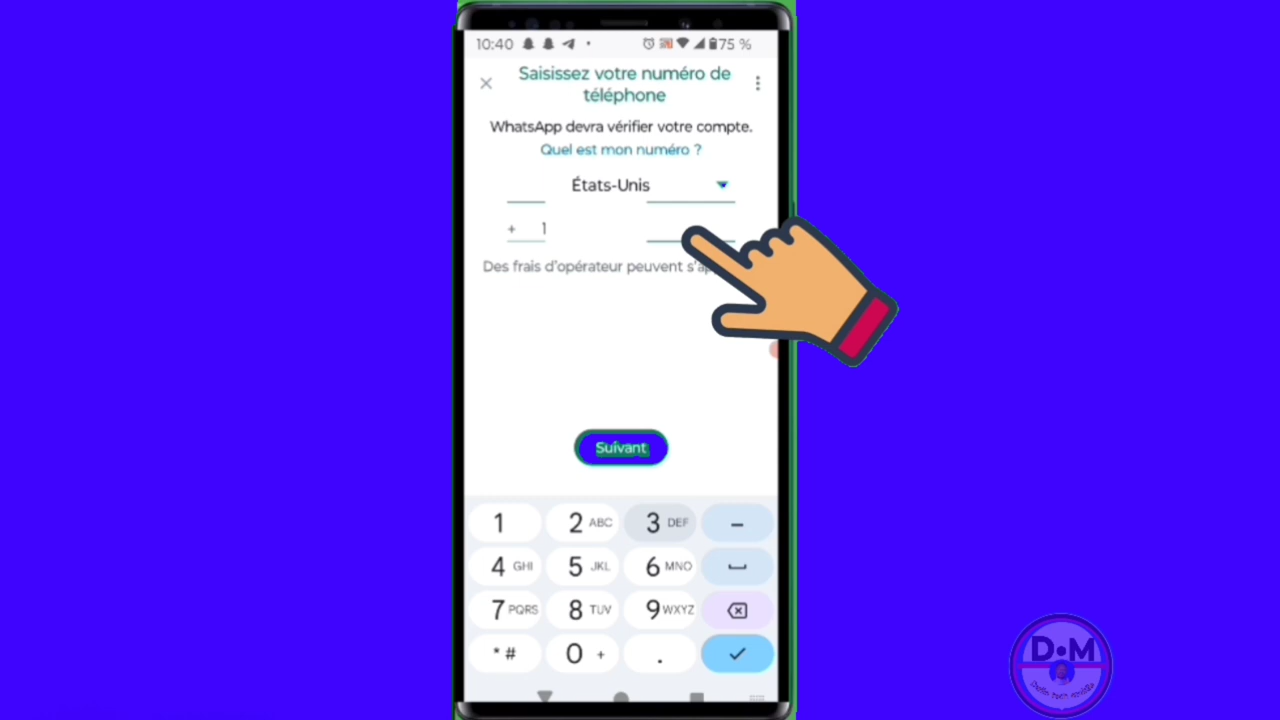 10:40
75 %
Saisissez votre numéro de
téléphone
WhatsApp devra vérifier votre compte.
Quel est mon numéro ?
États-Unis
+ 1
Des frais d'opérateur peuvent
Suivant
1 2 ABC 3 DEF –
4 GHI 5 JKL 6 MNO
7 PQRS 8 TUV 9 WXYZ
* # 0 + .
D•M